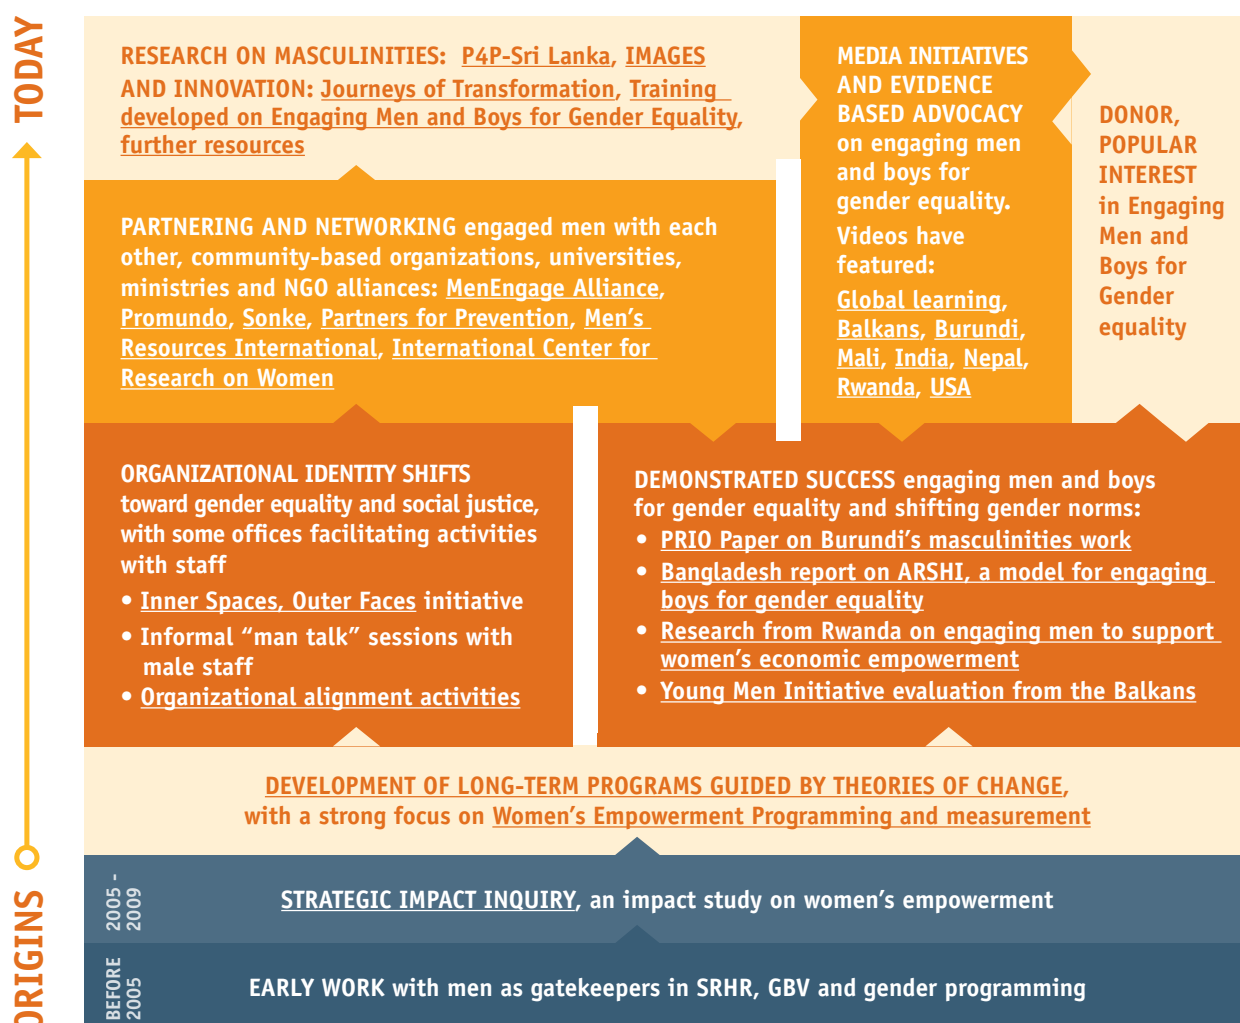 TODAY
RESEARCH ON MASCULINITIES: P4P-Sri Lanka, IMAGES
AND INNOVATION: Journeys of Transformation, Training
developed on Engaging Men and Boys for Gender Equality,
further resources
MEDIA INITIATIVES
AND EVIDENCE
BASED ADVOCACY
on engaging men
and boys for
gender equality.
Videos have
featured:
Global learning,
Balkans, Burundi,
Mali, India, Nepal,
Rwanda, USA
DONOR,
POPULAR
INTEREST
in Engaging
Men and
Boys for
Gender
equality
PARTNERING AND NETWORKING engaged men with each
other, community-based organizations, universities,
ministries and NGO alliances: MenEngage Alliance,
Promundo, Sonke, Partners for Prevention, Men’s
Resources International, International Center for
Research on Women
ORGANIZATIONAL IDENTITY SHIFTS
toward gender equality and social justice,
with some offices facilitating activities
with staff
• Inner Spaces, Outer Faces initiative
• Informal “man talk” sessions with
male staff
• Organizational alignment activities
DEMONSTRATED SUCCESS engaging men and boys
for gender equality and shifting gender norms:
• PRIO Paper on Burundi’s masculinities work
• Bangladesh report on ARSHI, a model for engaging
boys for gender equality
• Research from Rwanda on engaging men to support
women’s economic empowerment
• Young Men Initiative evaluation from the Balkans
DEVELOPMENT OF LONG-TERM PROGRAMS GUIDED BY THEORIES OF CHANGE,
with a strong focus on Women’s Empowerment Programming and measurement
2005 -
2009
STRATEGIC IMPACT INQUIRY, an impact study on women’s empowerment
BEFORE
2005
EARLY WORK with men as gatekeepers in SRHR, GBV and gender programming
ORIGINS